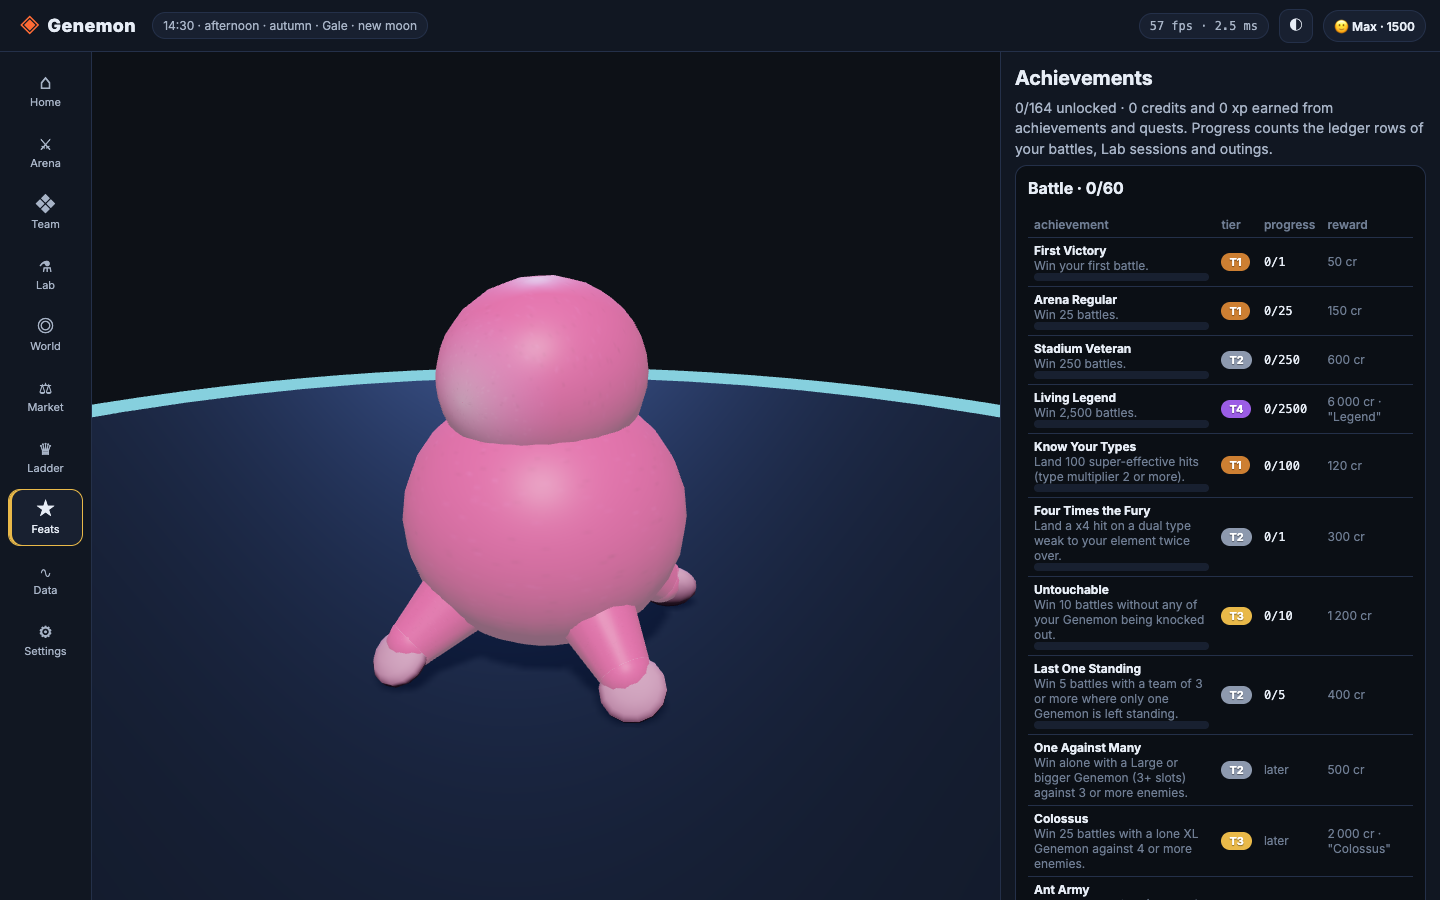 Genemon
14:30 · afternoon · autumn · Gale · new moon
57 fps · 2.5 ms
Max · 1500
Home
Arena
Team
Lab
World
Market
Ladder
Feats
Data
Settings
Achievements
0/164 unlocked · 0 credits and 0 xp earned from
achievements and quests. Progress counts the ledger rows of
your battles, Lab sessions and outings.
Battle · 0/60
achievement tier progress reward
First Victory
Win your first battle.
T1 0/1 50 cr
Arena Regular
Win 25 battles.
T1 0/25 150 cr
Stadium Veteran
Win 250 battles.
T2 0/250 600 cr
Living Legend
Win 2,500 battles.
T4 0/2500 6 000 cr ·
"Legend"
Know Your Types
Land 100 super-effective hits
(type multiplier 2 or more).
T1 0/100 120 cr
Four Times the Fury
Land a x4 hit on a dual type
weak to your element twice
over.
T2 0/1 300 cr
Untouchable
Win 10 battles without any of
your Genemon being knocked
out.
T3 0/10 1 200 cr
Last One Standing
Win 5 battles with a team of 3
or more where only one
Genemon is left standing.
T2 0/5 400 cr
One Against Many
Win alone with a Large or
bigger Genemon (3+ slots)
against 3 or more enemies.
T2 later 500 cr
Colossus
Win 25 battles with a lone XL
Genemon against 4 or more
enemies.
T3 later 2 000 cr ·
"Colossus"
Ant Army